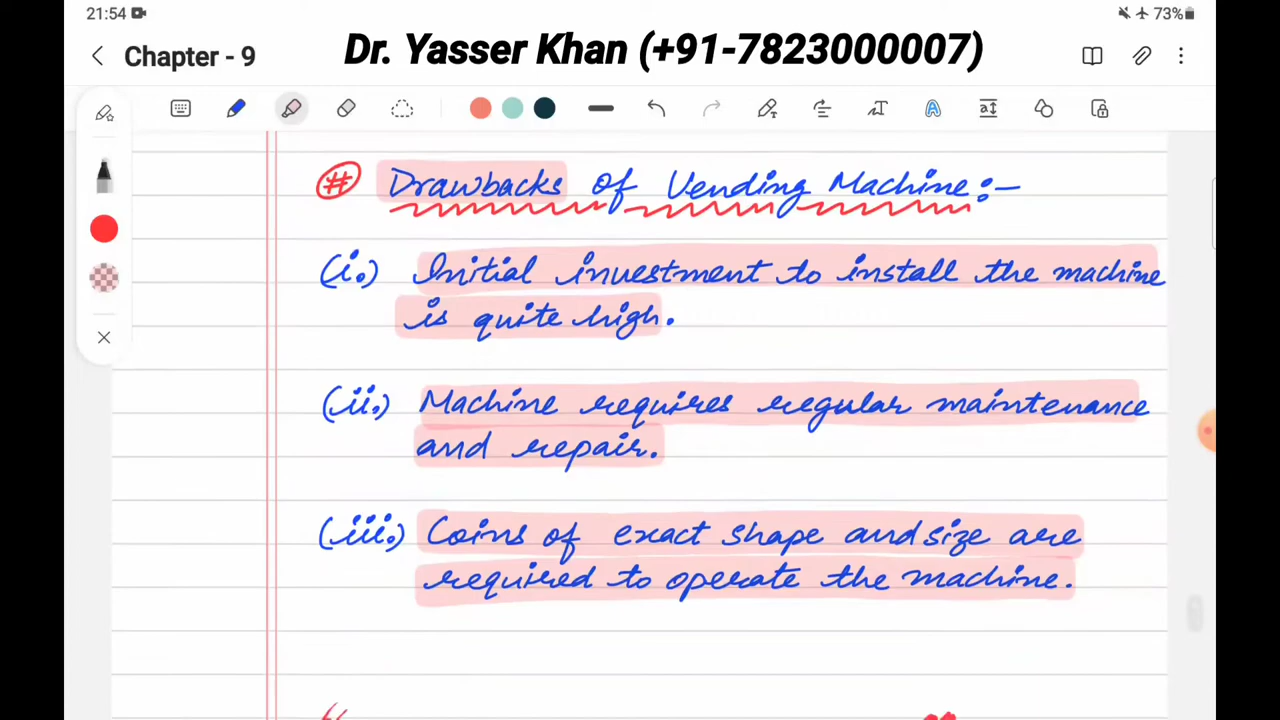 21:54
73%
Chapter - 9
Dr. Yasser Khan (+91-7823000007)
# Drawbacks of Vending Machine:-
(i.) Initial investment to install the machine
is quite high.
(ii.) Machine requires regular maintenance
and repair.
(iii.) Coins of exact shape and size are
required to operate the machine.